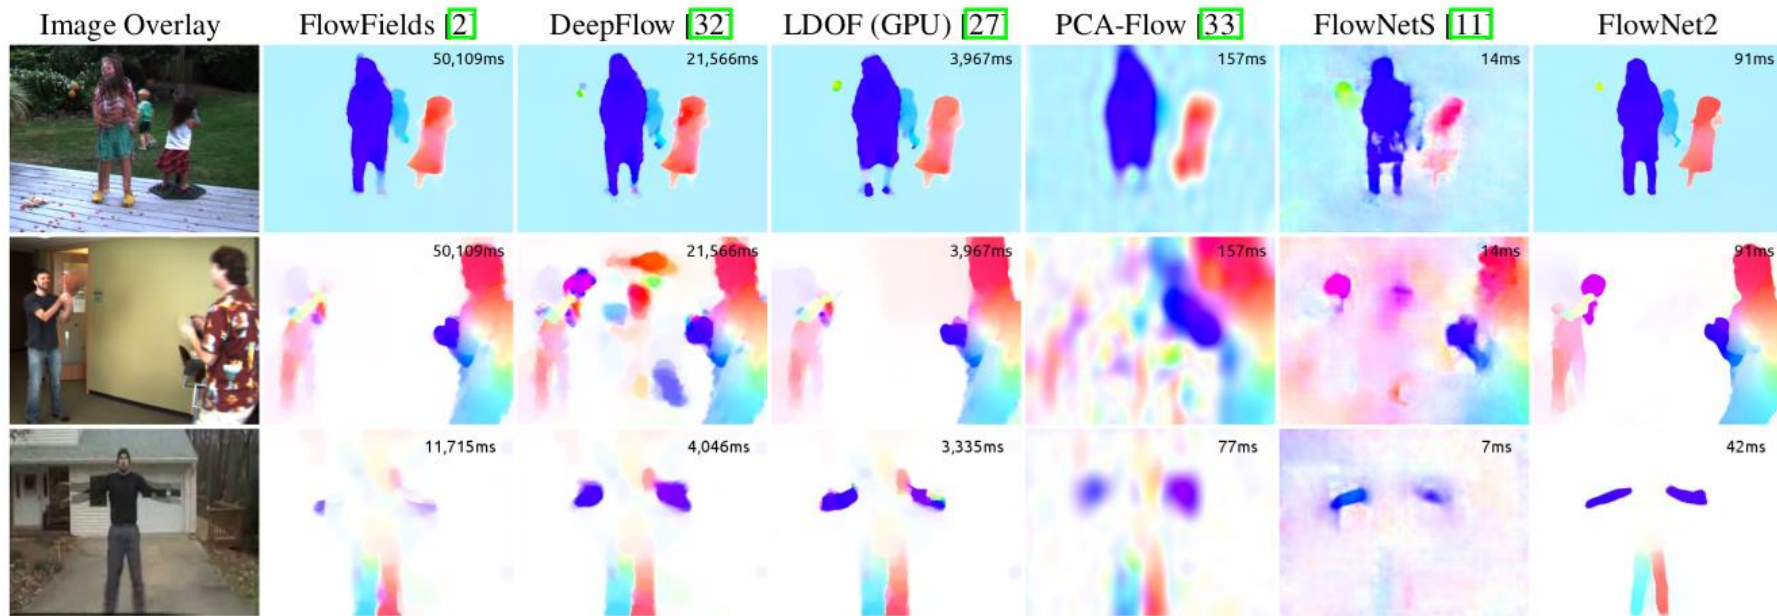 Image Overlay FlowFields [2] DeepFlow [32] LDOF (GPU) [27] PCA-Flow [33] FlowNetS [11] FlowNet2
50,109ms 21,566ms 3,967ms 157ms 14ms 91ms
50,109ms 21,566ms 3,967ms 157ms 14ms 91ms
11,715ms 4,046ms 3,335ms 77ms 7ms 42ms